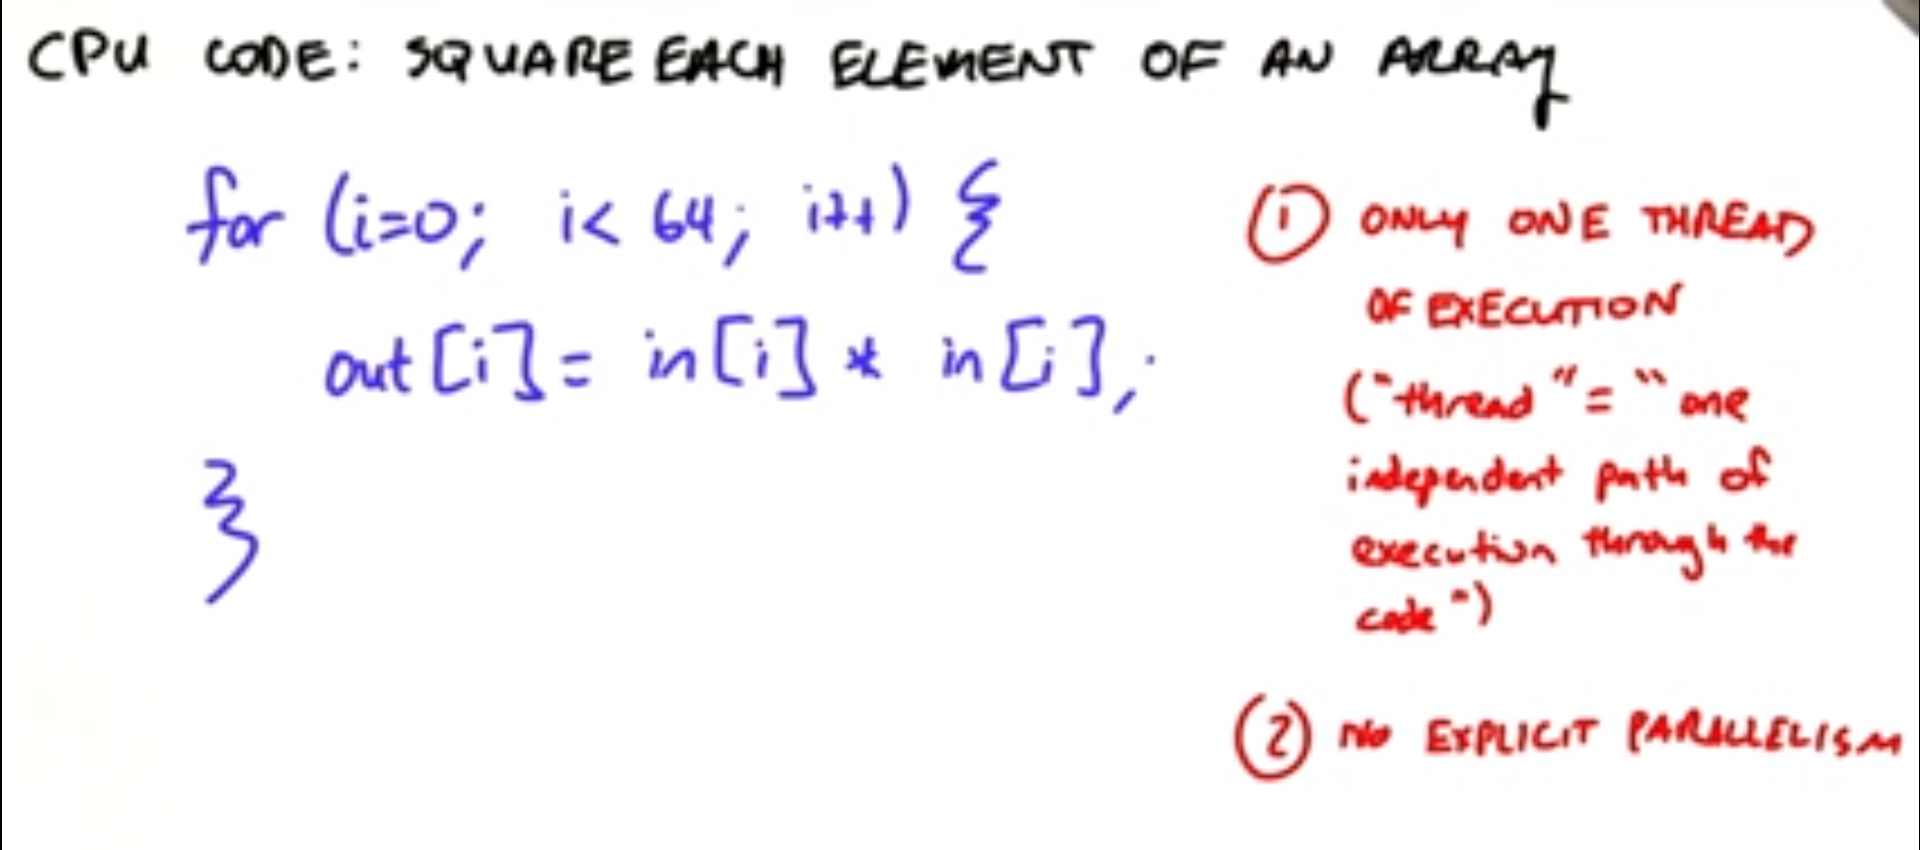 CPU CODE: SQUARE EACH ELEMENT OF AN ARRAY
for (i=0; i< 64; i++) {
out[i] = in[i] * in[i];
}
① ONLY ONE THREAD
OF EXECUTION
("thread" = "one
independent path of
execution through the
code")
② NO EXPLICIT PARALLELISM